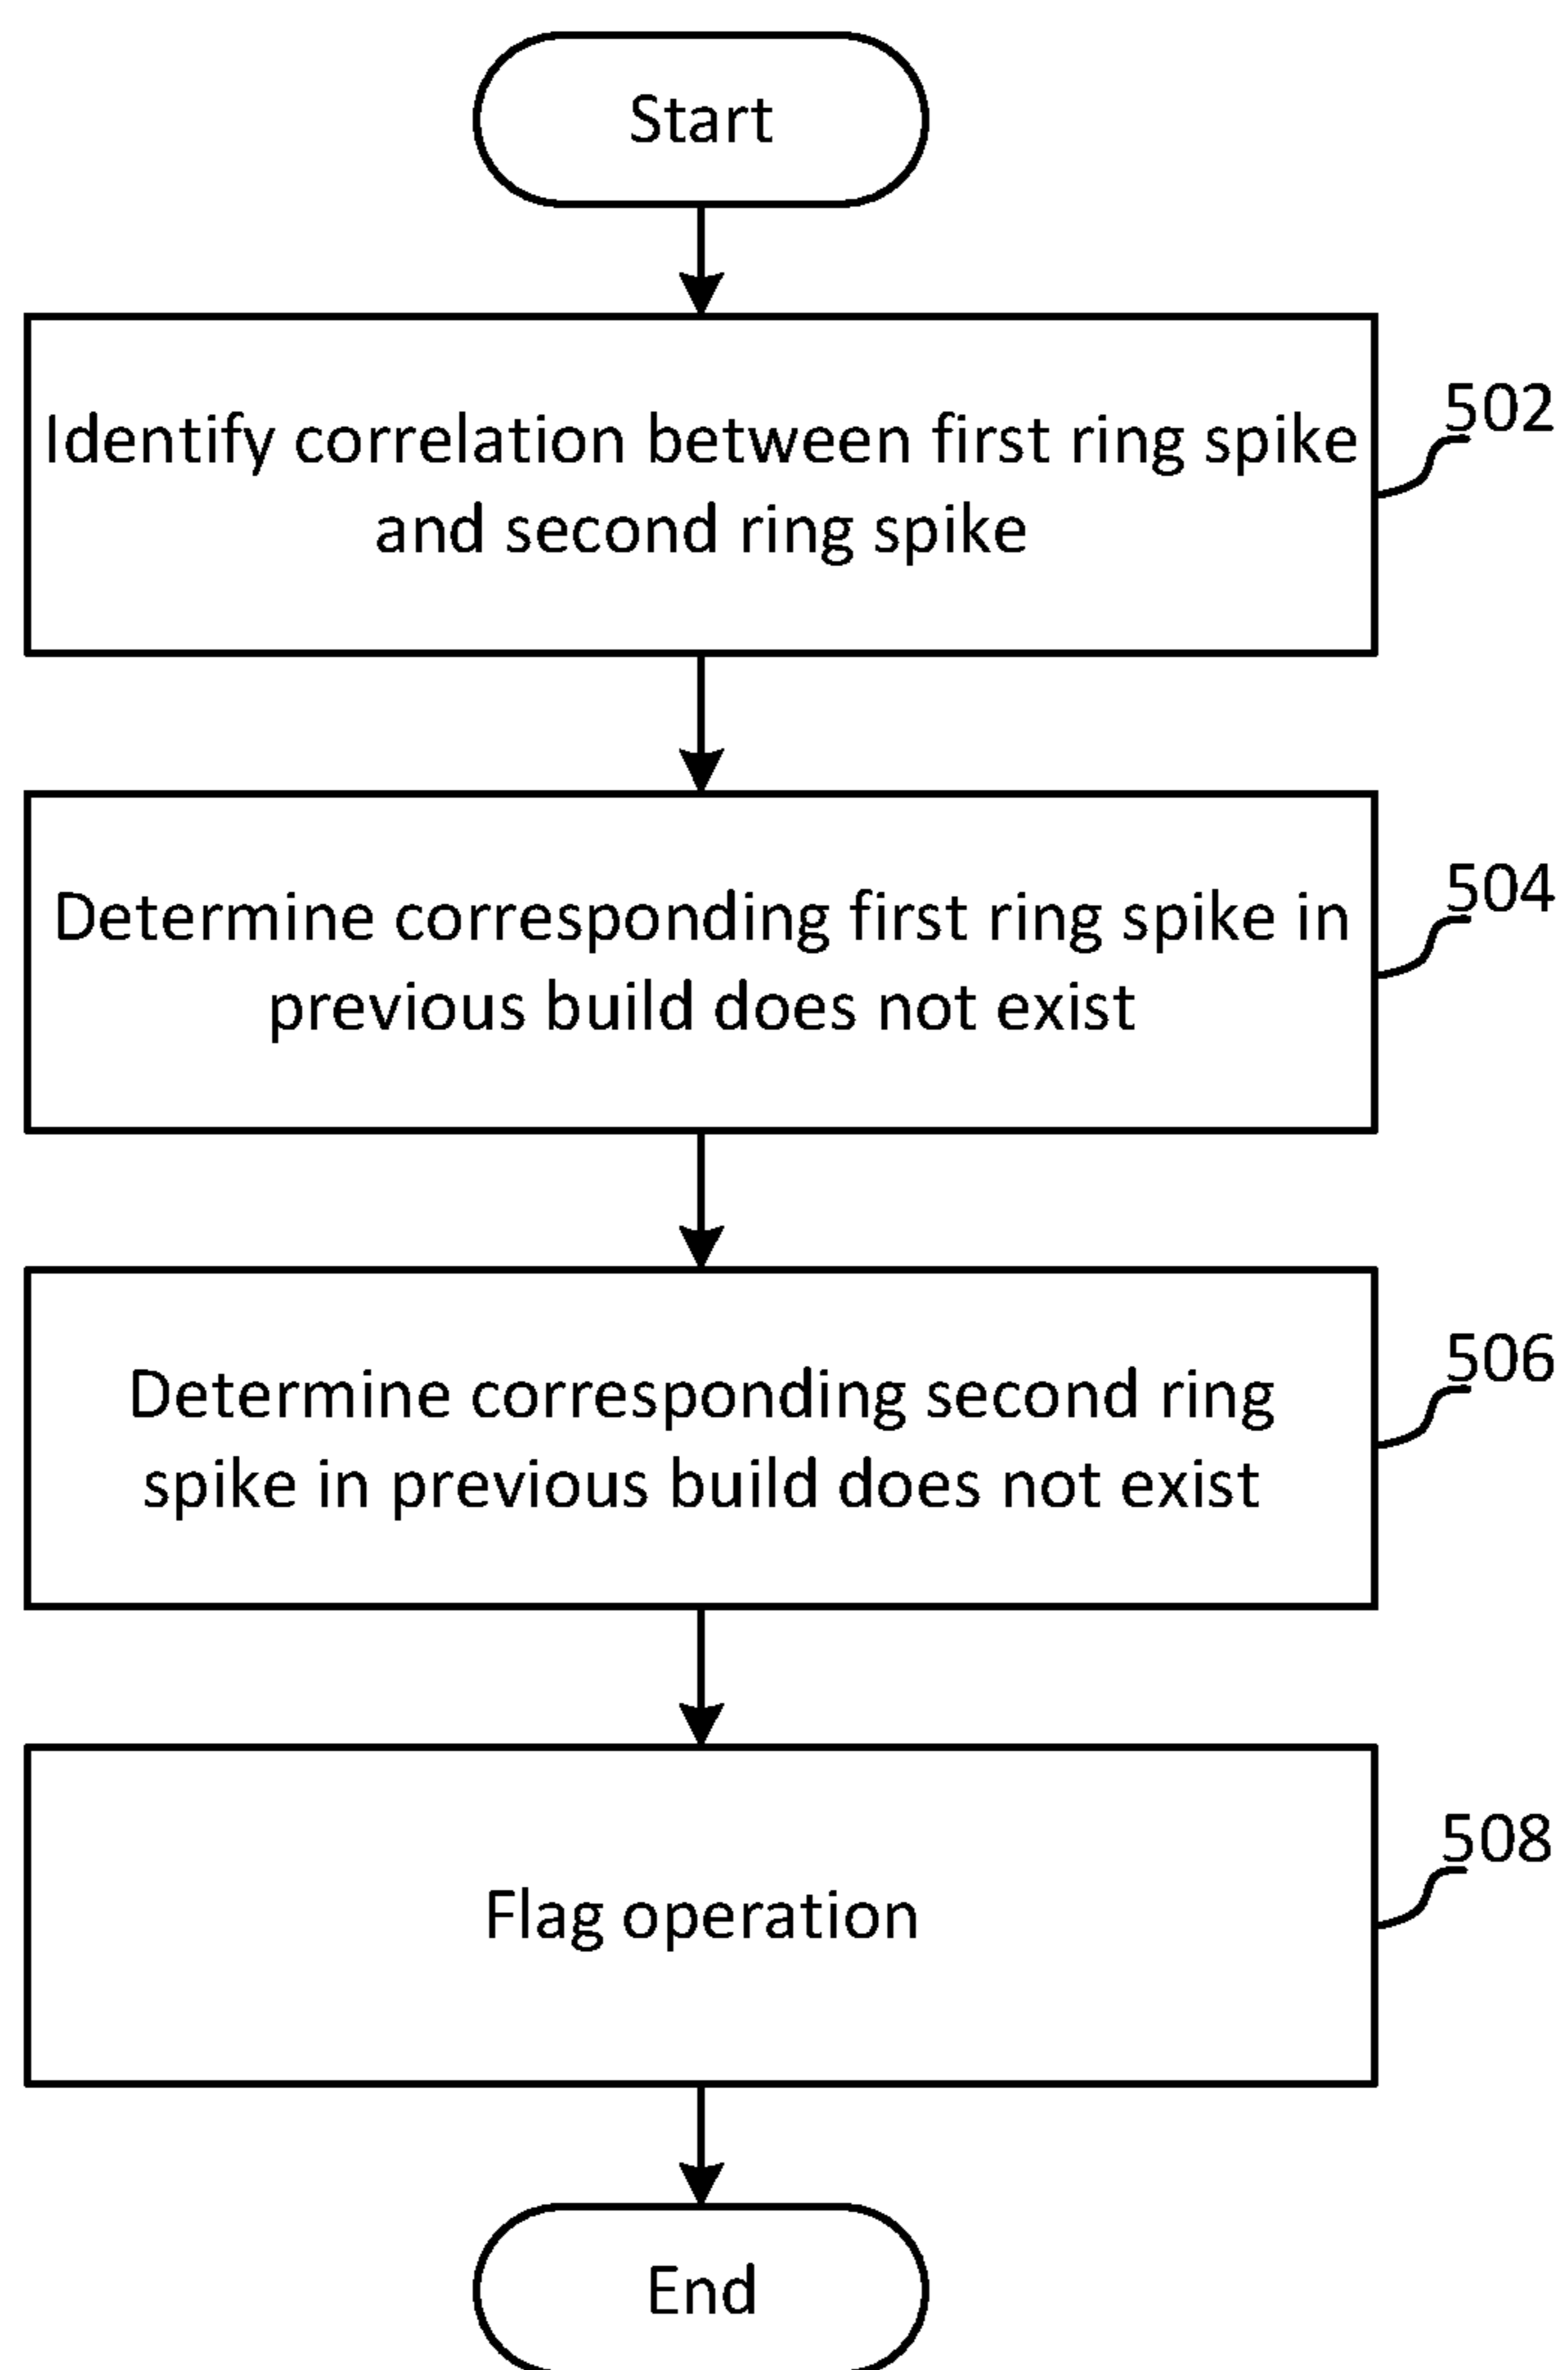 Start
Identify correlation between first ring spike
and second ring spike
502
Determine corresponding first ring spike in
previous build does not exist
504
Determine corresponding second ring
spike in previous build does not exist
506
Flag operation
508
End